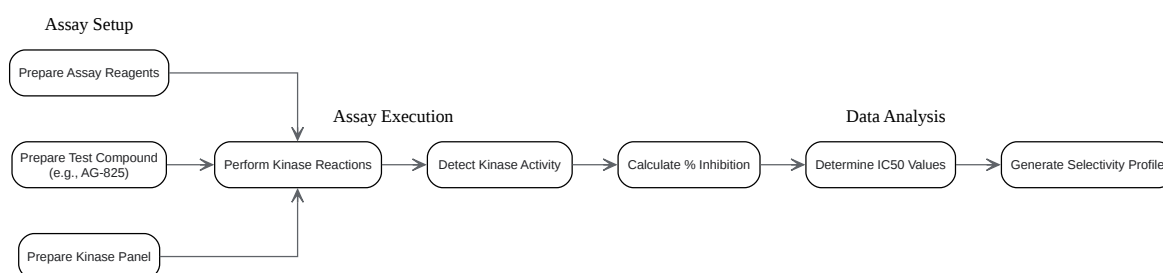 Assay Setup
Prepare Assay Reagents
Assay Execution
Data Analysis
Prepare Test Compound
(e.g., AG-825)
Perform Kinase Reactions
Detect Kinase Activity
Calculate % Inhibition
Determine IC50 Values
Generate Selectivity Profile
Prepare Kinase Panel